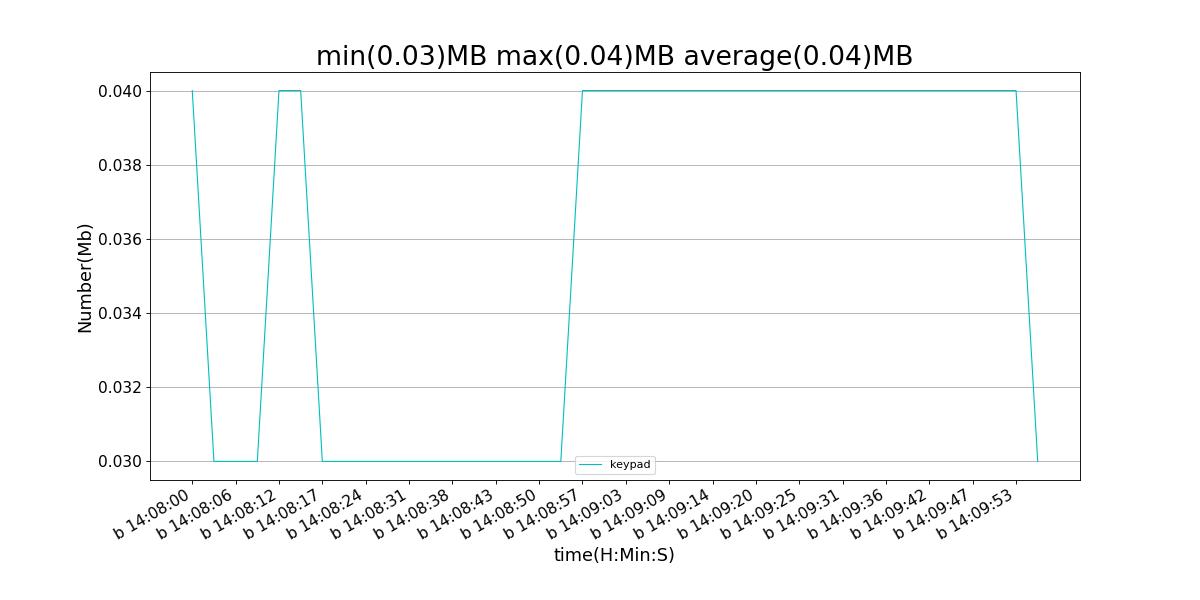 min(0.03)MB max(0.04)MB average(0.04)MB
0.040
0.038
0.036
0.034
0.032
0.030
Number(Mb)
keypad
b 14:08:00
b 14:08:06
b 14:08:12
b 14:08:17
b 14:08:24
b 14:08:31
b 14:08:38
b 14:08:43
b 14:08:50
b 14:08:57
b 14:09:03
b 14:09:09
b 14:09:14
b 14:09:20
b 14:09:25
b 14:09:31
b 14:09:36
b 14:09:42
b 14:09:47
b 14:09:53
time(H:Min:S)